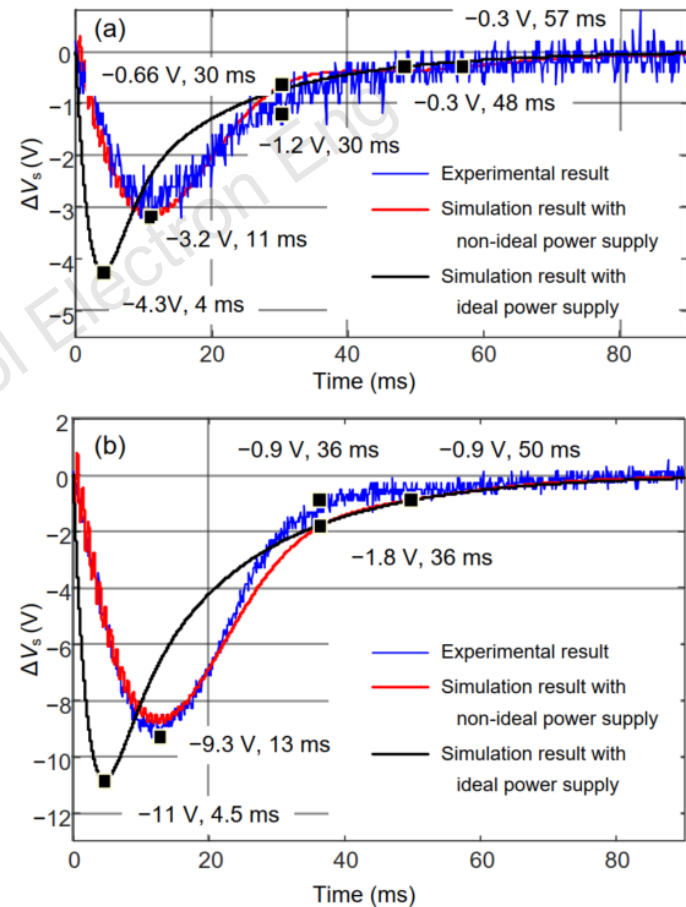 (a)
−0.3 V, 57 ms
−0.66 V, 30 ms
−0.3 V, 48 ms
−1.2 V, 30 ms
−3.2 V, 11 ms
−4.3V, 4 ms
Experimental result
Simulation result with
non-ideal power supply
Simulation result with
ideal power supply
ΔVs (V)
0
−1
−2
−3
−4
−5
0 20 40 60 80
Time (ms)
ol Electron Eng
(b)
−0.9 V, 36 ms −0.9 V, 50 ms
−1.8 V, 36 ms
−9.3 V, 13 ms
−11 V, 4.5 ms
Experimental result
Simulation result with
non-ideal power supply
Simulation result with
ideal power supply
ΔVs (V)
2
0
−2
−4
−6
−8
−10
−12
0 20 40 60 80
Time (ms)